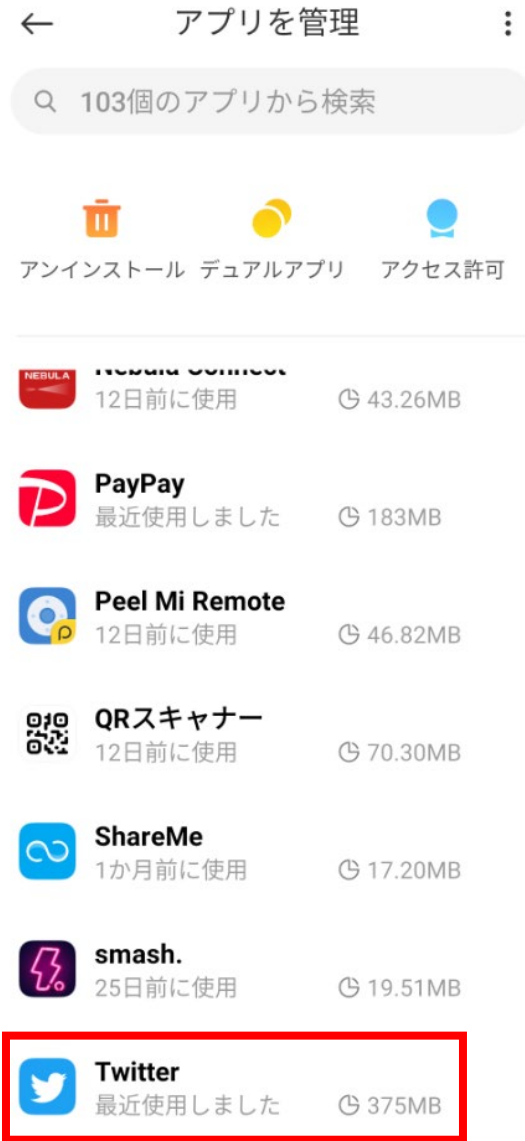 アプリを管理
103個のアプリから検索
アンインストール デュアルアプリ アクセス許可
NEBULA
Nebula Connect
12日前に使用 43.26MB
PayPay
最近使用しました 183MB
Peel Mi Remote
12日前に使用 46.82MB
QRスキャナー
12日前に使用 70.30MB
ShareMe
1か月前に使用 17.20MB
smash.
25日前に使用 19.51MB
Twitter
最近使用しました 375MB